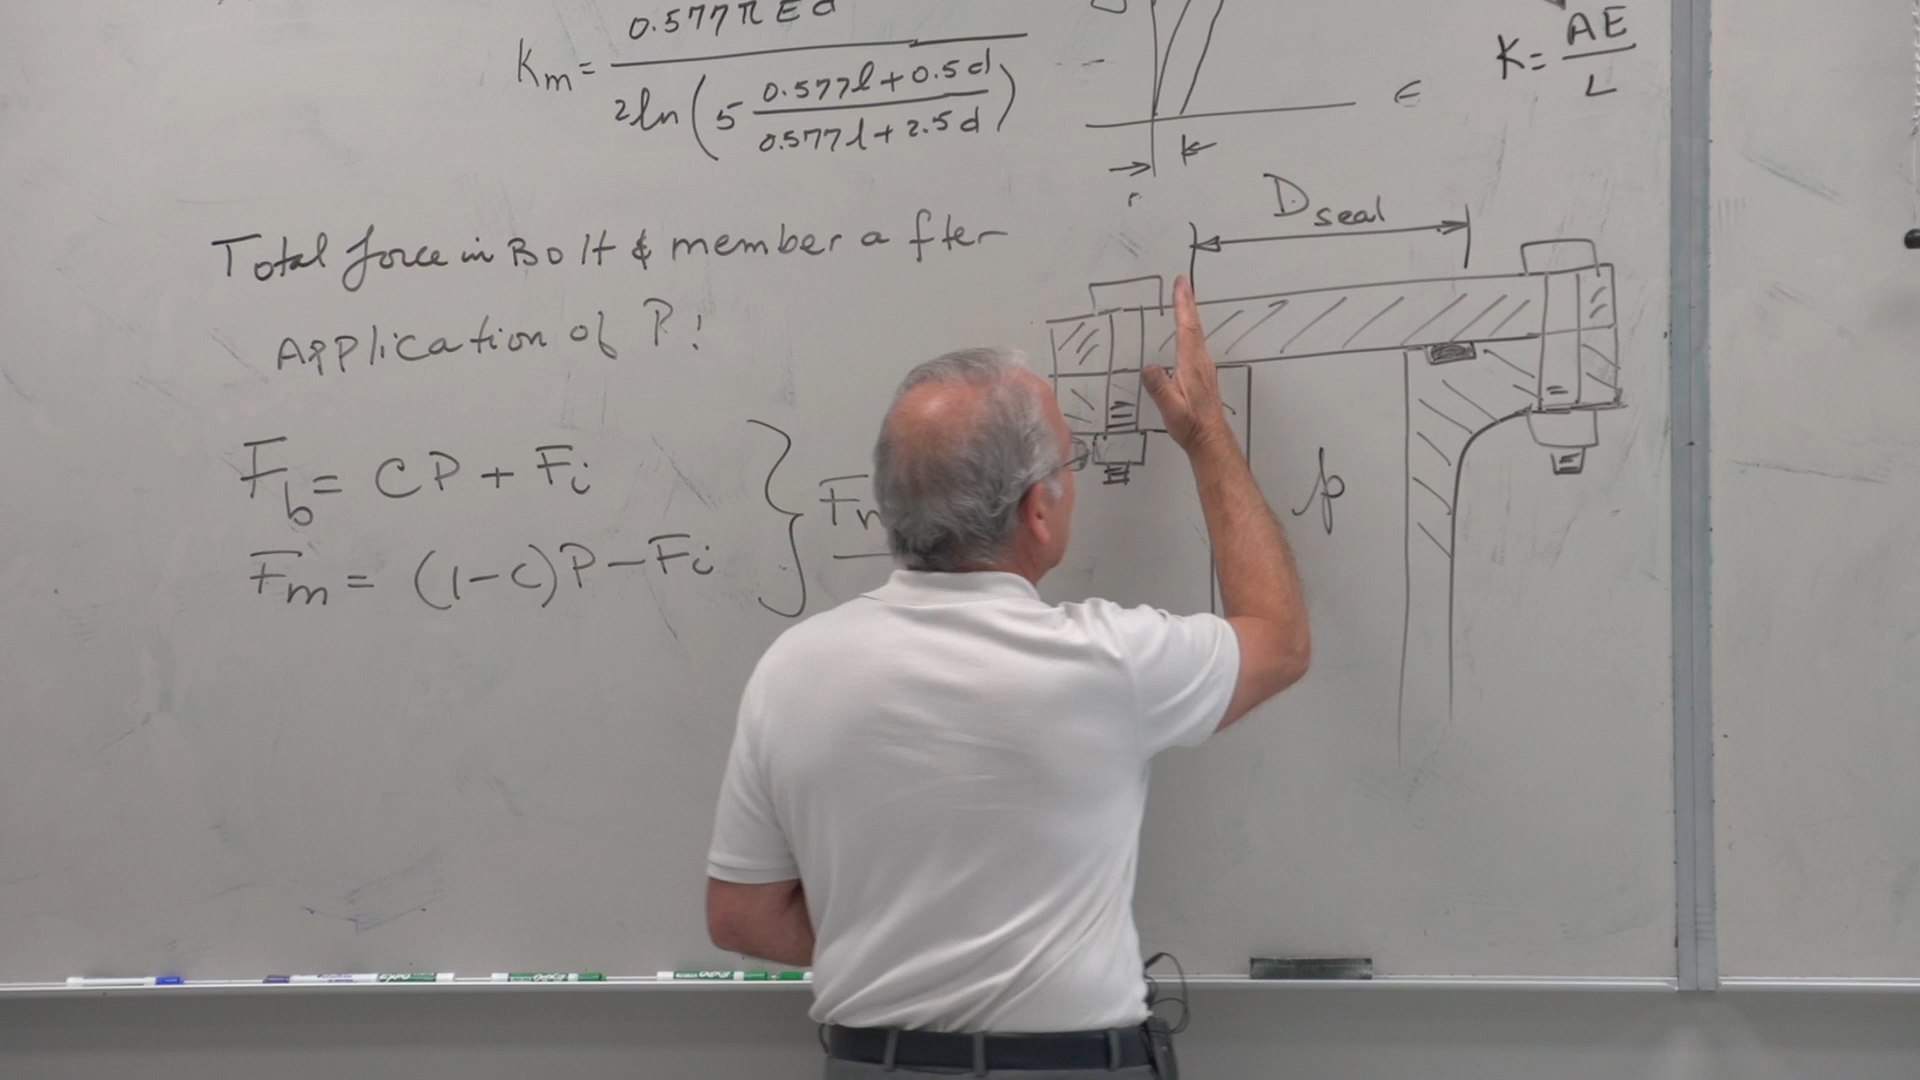 Km = 0.577πEd / 2ln(5 0.577l+0.5d / 0.577l+2.5d)
K = AE / L
ϵ
Dseal
Total force in Bolt & member after
Application of P!
Fb = CP + Fi
Fm = (1-C)P - Fi
p